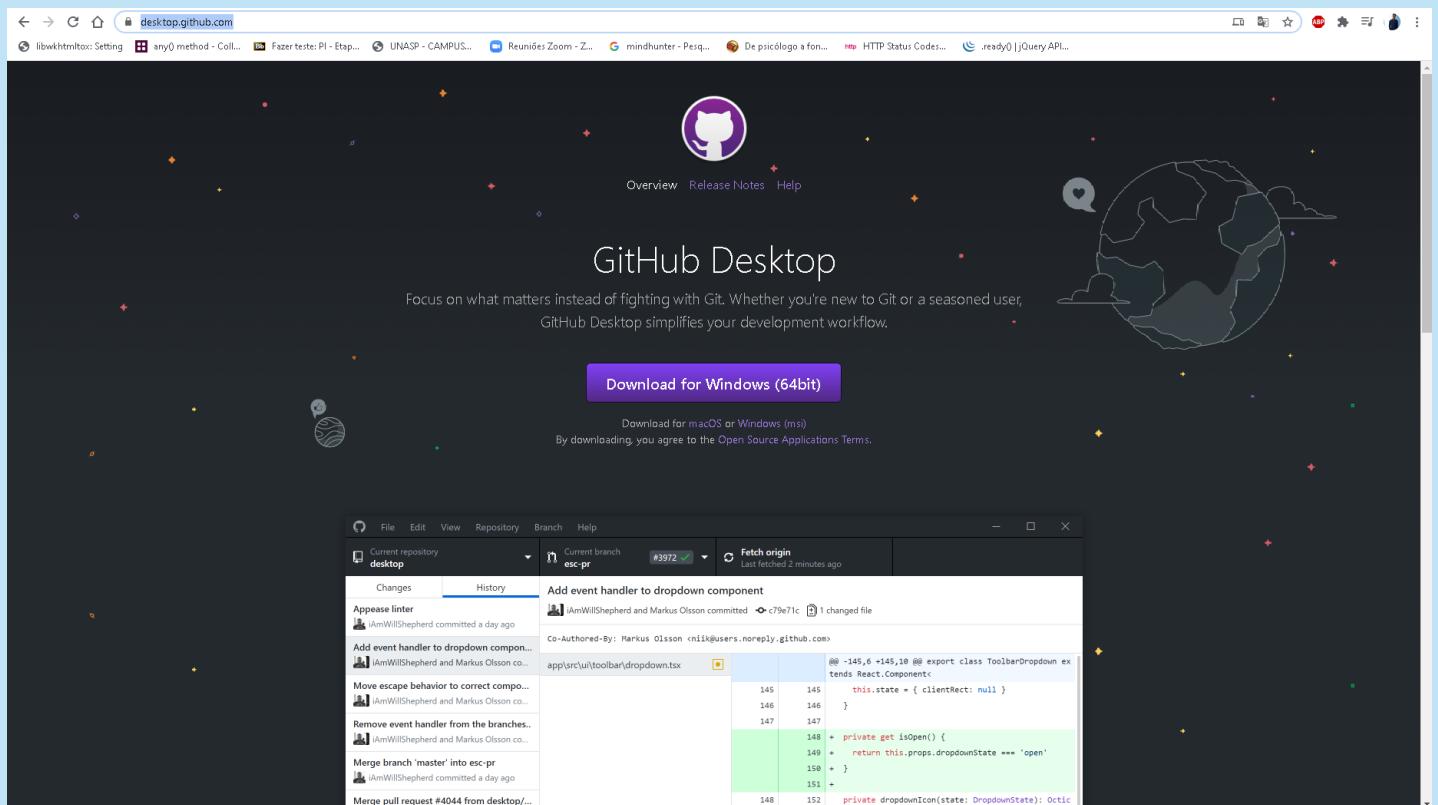 desktop.github.com
libwkhtmltox:: Setting
any() method - Coll...
Fazer teste: PI - Etap...
UNASP - CAMPUS...
Reuniões Zoom - Z...
mindhunter - Pesq...
De psicólogo a fon...
HTTP Status Codes...
.ready() | jQuery API...
Overview Release Notes Help
GitHub Desktop
Focus on what matters instead of fighting with Git. Whether you're new to Git or a seasoned user,
GitHub Desktop simplifies your development workflow.
Download for Windows (64bit)
Download for macOS or Windows (msi)
By downloading, you agree to the Open Source Applications Terms.
File Edit View Repository Branch Help
Current repository
desktop
Current branch
esc-pr
#3972
Fetch origin
Last fetched 2 minutes ago
Changes History
Appease linter
iAmWillShepherd committed a day ago
Add event handler to dropdown compon...
iAmWillShepherd and Markus Olsson co...
Move escape behavior to correct compo...
iAmWillShepherd and Markus Olsson co...
Remove event handler from the branches..
iAmWillShepherd and Markus Olsson co...
Merge branch 'master' into esc-pr
iAmWillShepherd committed a day ago
Merge pull request #4044 from desktop/...
Add event handler to dropdown component
iAmWillShepherd and Markus Olsson committed c79e71c 1 changed file
Co-Authored-By: Markus Olsson <niik@users.noreply.github.com>
app\src\ui\toolbar\dropdown.tsx
@@ -145,6 +145,10 @@ export class ToolbarDropdown ex
tends React.Component<
145 145 this.state = { clientRect: null }
146 146 }
147 147
148 + private get isOpen() {
149 + return this.props.dropdownState === 'open'
150 + }
151 +
148 152 private dropdownIcon(state: DropdownState): Octic